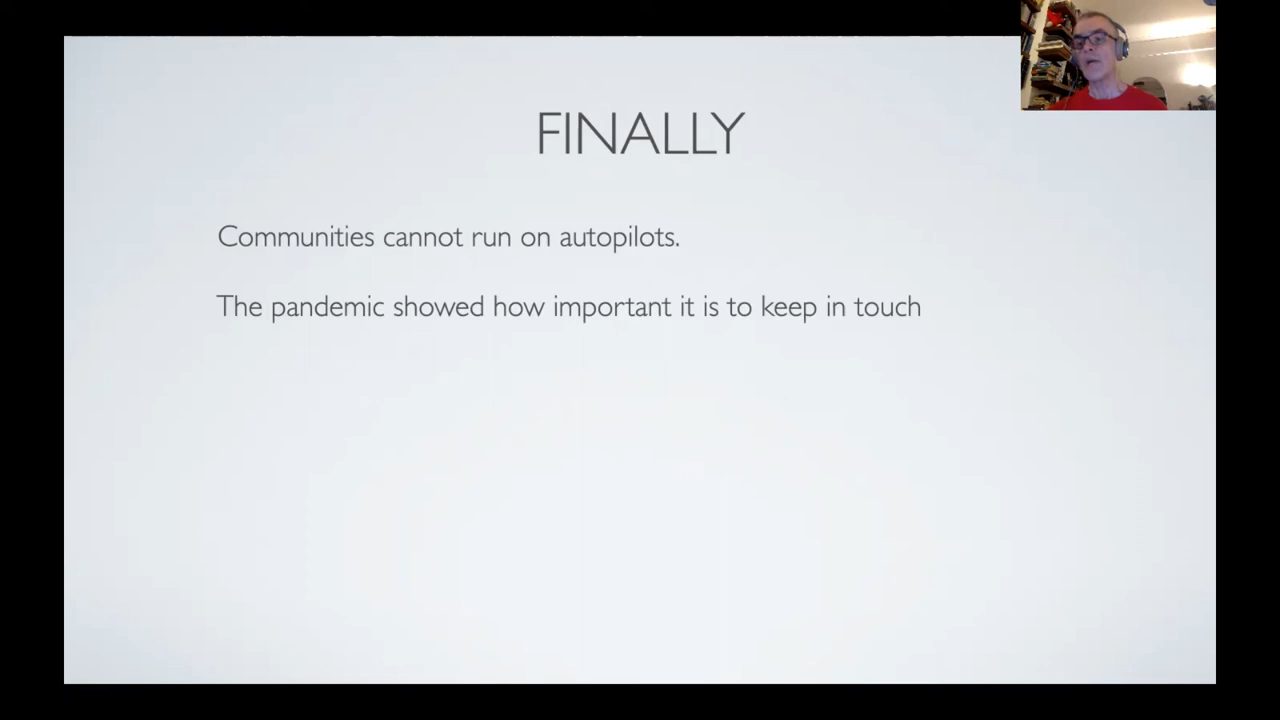 FINALLY
Communities cannot run on autopilots.
The pandemic showed how important it is to keep in touch